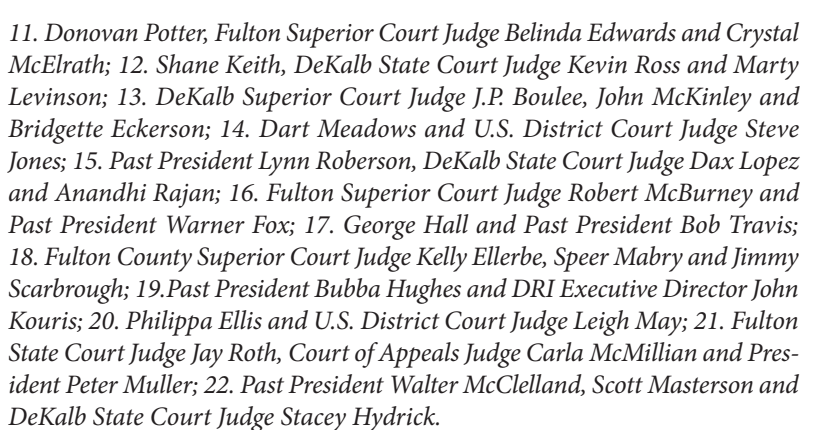 11. Donovan Potter, Fulton Superior Court Judge Belinda Edwards and Crystal
McElrath; 12. Shane Keith, DeKalb State Court Judge Kevin Ross and Marty
Levinson; 13. DeKalb Superior Court Judge J.P. Boulee, John McKinley and
Bridgette Eckerson; 14. Dart Meadows and U.S. District Court Judge Steve
Jones; 15. Past President Lynn Roberson, DeKalb State Court Judge Dax Lopez
and Anandhi Rajan; 16. Fulton Superior Court Judge Robert McBurney and
Past President Warner Fox; 17. George Hall and Past President Bob Travis;
18. Fulton County Superior Court Judge Kelly Ellerbe, Speer Mabry and Jimmy
Scarbrough; 19.Past President Bubba Hughes and DRI Executive Director John
Kouris; 20. Philippa Ellis and U.S. District Court Judge Leigh May; 21. Fulton
State Court Judge Jay Roth, Court of Appeals Judge Carla McMillian and Pres-
ident Peter Muller; 22. Past President Walter McClelland, Scott Masterson and
DeKalb State Court Judge Stacey Hydrick.